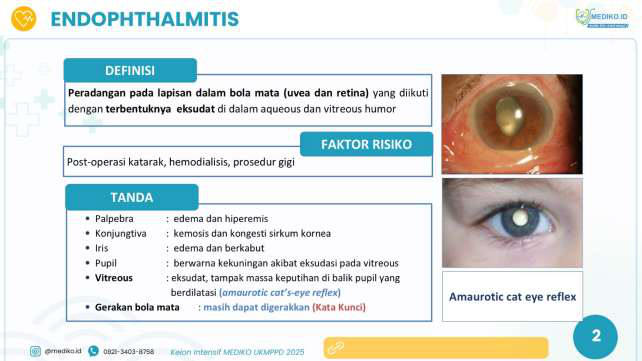 ENDOPHTHALMITIS
MEDIKO.ID
DEFINISI
Peradangan pada lapisan dalam bola mata (uvea dan retina) yang diikuti
dengan terbentuknya eksudat di dalam aqueous dan vitreous humor
FAKTOR RISIKO
Post-operasi katarak, hemodialisis, prosedur gigi
TANDA
• Palpebra : edema dan hiperemis
• Konjungtiva : kemosis dan kongesti sirkum kornea
• Iris : edema dan berkabut
• Pupil : berwarna kekuningan akibat eksudasi pada vitreous
• Vitreous : eksudat, tampak massa keputihan di balik pupil yang
berdilatasi (amaurotic cat's-eye reflex)
• Gerakan bola mata : masih dapat digerakkan (Kata Kunci)
Amaurotic cat eye reflex
@mediko.id 0821-3403-8758 Kelon Intensif MEDIKO UKMPPD 2025
2